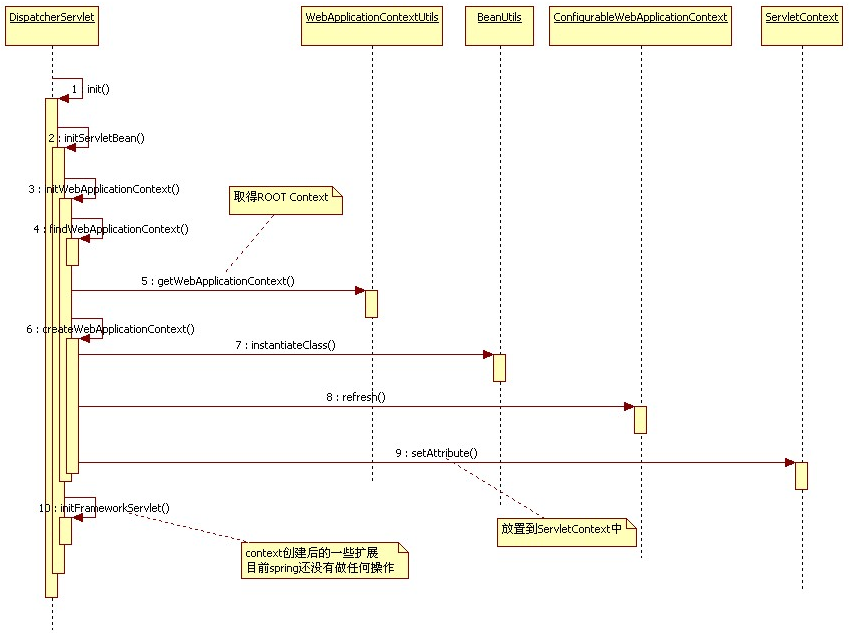 DispatcherServlet
WebApplicationContextUtils
BeanUtils
ConfigurableWebApplicationContext
ServletContext
1 init()
2 : initServletBean()
3 : initWebApplicationContext()
取得ROOT Context
4 : findWebApplicationContext()
5 : getWebApplicationContext()
6 : createWebApplicationContext()
7 : instantiateClass()
8 : refresh()
9 : setAttribute()
10 : initFrameworkServlet()
放置到ServletContext中
context创建后的一些扩展
目前spring还没有做任何操作